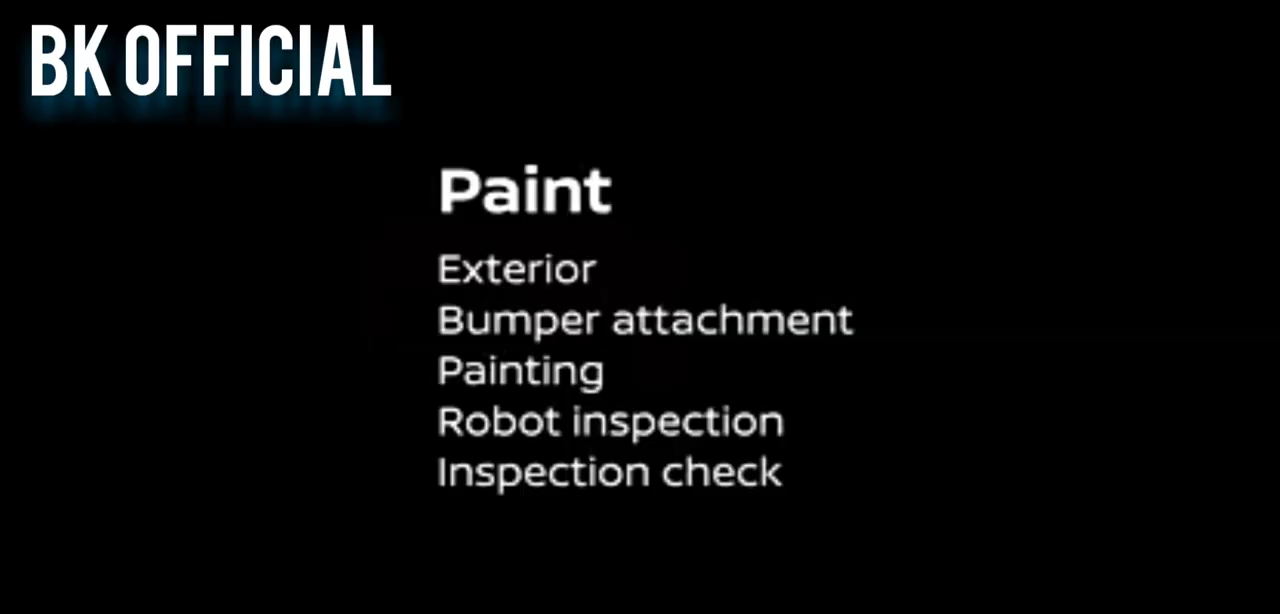 BK OFFICIAL
Paint
Exterior
Bumper attachment
Painting
Robot inspection
Inspection check